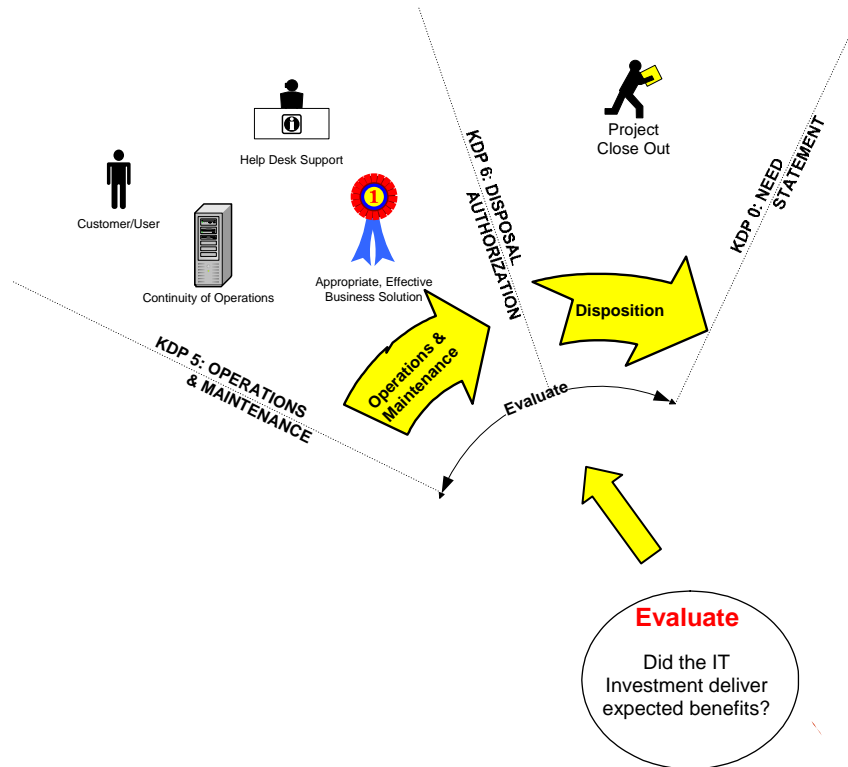 Help Desk Support
Customer/User
Continuity of Operations
1
Appropriate, Effective
Business Solution
KDP 5: OPERATIONS
& MAINTENANCE
Operations &
Maintenance
KDP 6: DISPOSAL
AUTHORIZATION
Project
Close Out
Disposition
KDP 0: NEED
STATEMENT
Evaluate
Evaluate
Did the IT
Investment deliver
expected benefits?